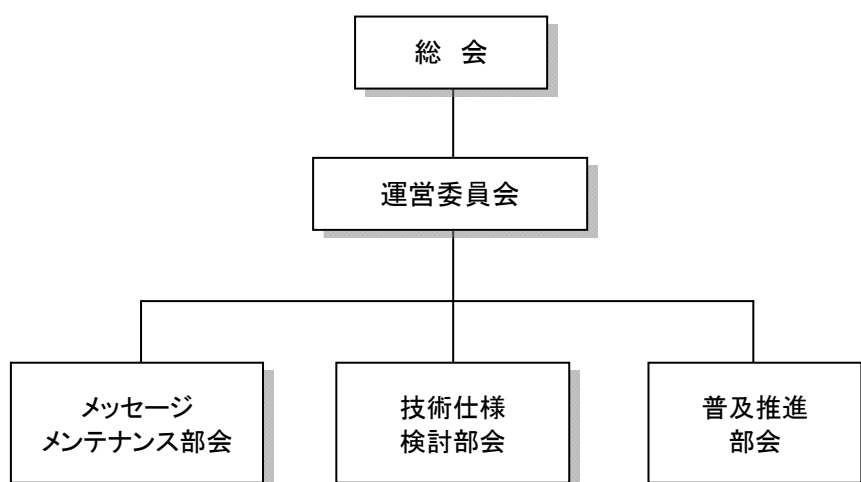 総 会
運営委員会
メッセージ
メンテナンス部会
技術仕様
検討部会
普及推進
部会